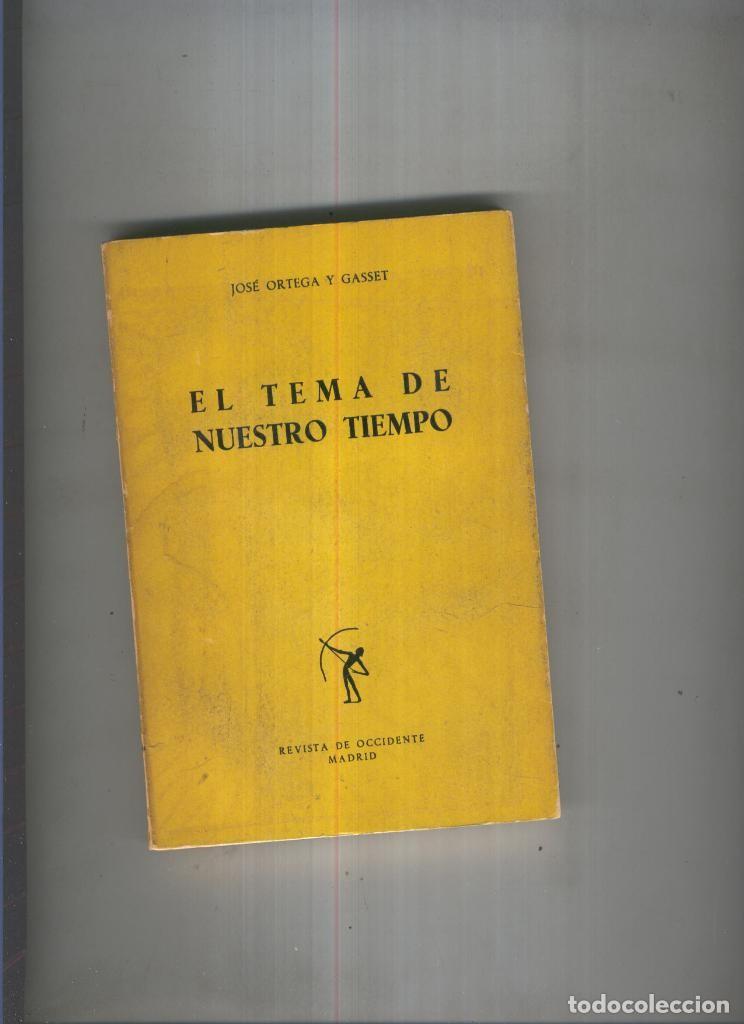 JOSÉ ORTEGA Y GASSET
EL TEMA DE
NUESTRO TIEMPO
REVISTA DE OCCIDENTE
MADRID
todocoleccion